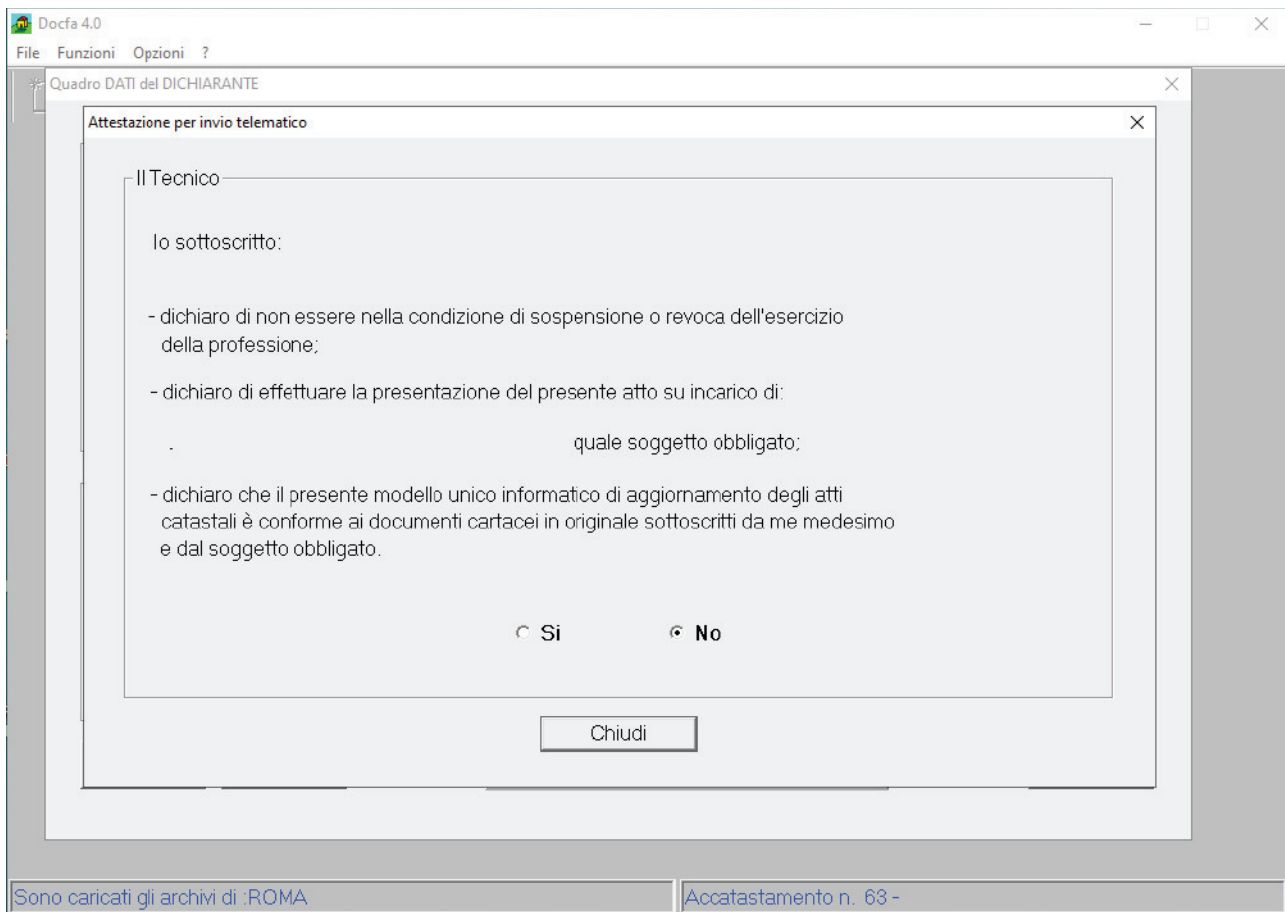 Docfa 4.0
File Funzioni Opzioni ?
Quadro DATI del DICHIARANTE
Attestazione per invio telematico
Il Tecnico
Io sottoscritto:
- dichiaro di non essere nella condizione di sospensione o revoca dell'esercizio
della professione;
- dichiaro di effettuare la presentazione del presente atto su incarico di:
. quale soggetto obbligato;
- dichiaro che il presente modello unico informatico di aggiornamento degli atti
catastali è conforme ai documenti cartacei in originale sottoscritti da me medesimo
e dal soggetto obbligato.
Si No
Chiudi
Sono caricati gli archivi di :ROMA Accatastamento n. 63 -